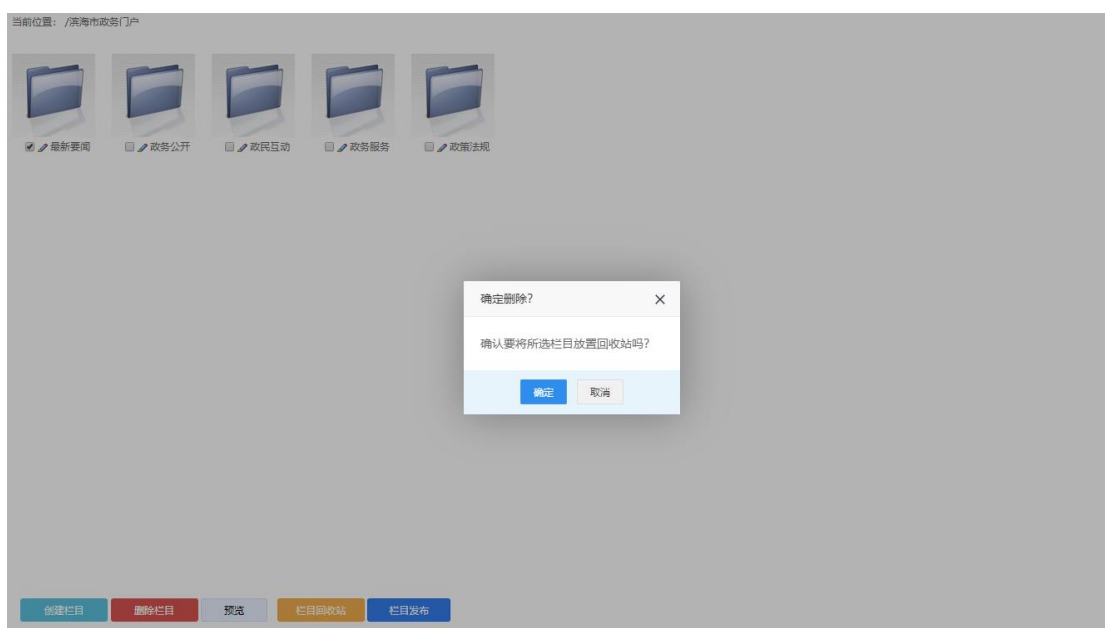 当前位置： /滨海市政务门户
最新要闻 政务公开 政民互动 政务服务 政策法规
确定删除？
确认要将所选栏目放置回收站吗？
确定 取消
创建栏目 删除栏目 预览 栏目回收站 栏目发布